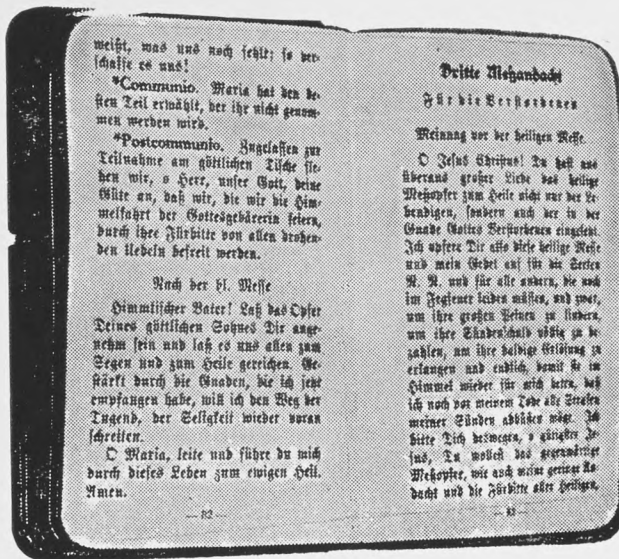 weißt, was uns noch fehlt; so ver-
schaffe es uns!
*Communio. Maria hat den be-
sten Teil erwählt, der ihr nicht genom-
men werden wird.
*Postcommunio. Zugelassen zur
Teilnahme am göttlichen Tische fle-
hen wir, o Herr, unser Gott, deine
Güte an, daß wir, die wir die Him-
melfahrt der Gottesgebärerin feiern,
durch ihre Fürbitte von allen drohen-
den Uebeln befreit werden.
Nach der hl. Messe
Himmlischer Vater! Laß das Opfer
Deines göttlichen Sohnes Dir ange-
nehm sein und laß es uns allen zum
Segen und zum Heile gereichen. Ge-
stärkt durch die Gnaden, die ich jetzt
empfangen habe, will ich den Weg der
Tugend, der Seligkeit wieder voran
schreiten.
O Maria, leite und führe du mich
durch dieses Leben zum ewigen Heil.
Amen.
— 82 —
Dritte Meßandacht
Für die Verstorbenen
Meinung vor der heiligen Messe.
O Jesus Christus! Du hast aus
überaus großer Liebe das heilige
Meßopfer zum Heile nicht nur der Le-
bendigen, sondern auch der in der
Gnade Gottes Verstorbenen eingesetzt.
Ich opfere Dir also diese heilige Messe
und mein Gebet auf für die Seelen
N. N. und für alle andern, die noch
im Fegfeuer leiden müssen, und zwar,
um ihre großen Peinen zu lindern,
um ihre Sündenschuld völlig zu be-
zahlen, um ihre baldige Erlösung zu
erlangen und endlich, damit sie im
Himmel wieder für mich beten, daß
ich noch vor meinem Tode alle Strafen
meiner Sünden abbüßen möge. Ich
bitte Dich deswegen, o gütigster Je-
sus, Du wollest das gegenwärtige
Meßopfer, wie auch meine geringe An-
dacht und die Fürbitte aller Heiligen,
— 83 —